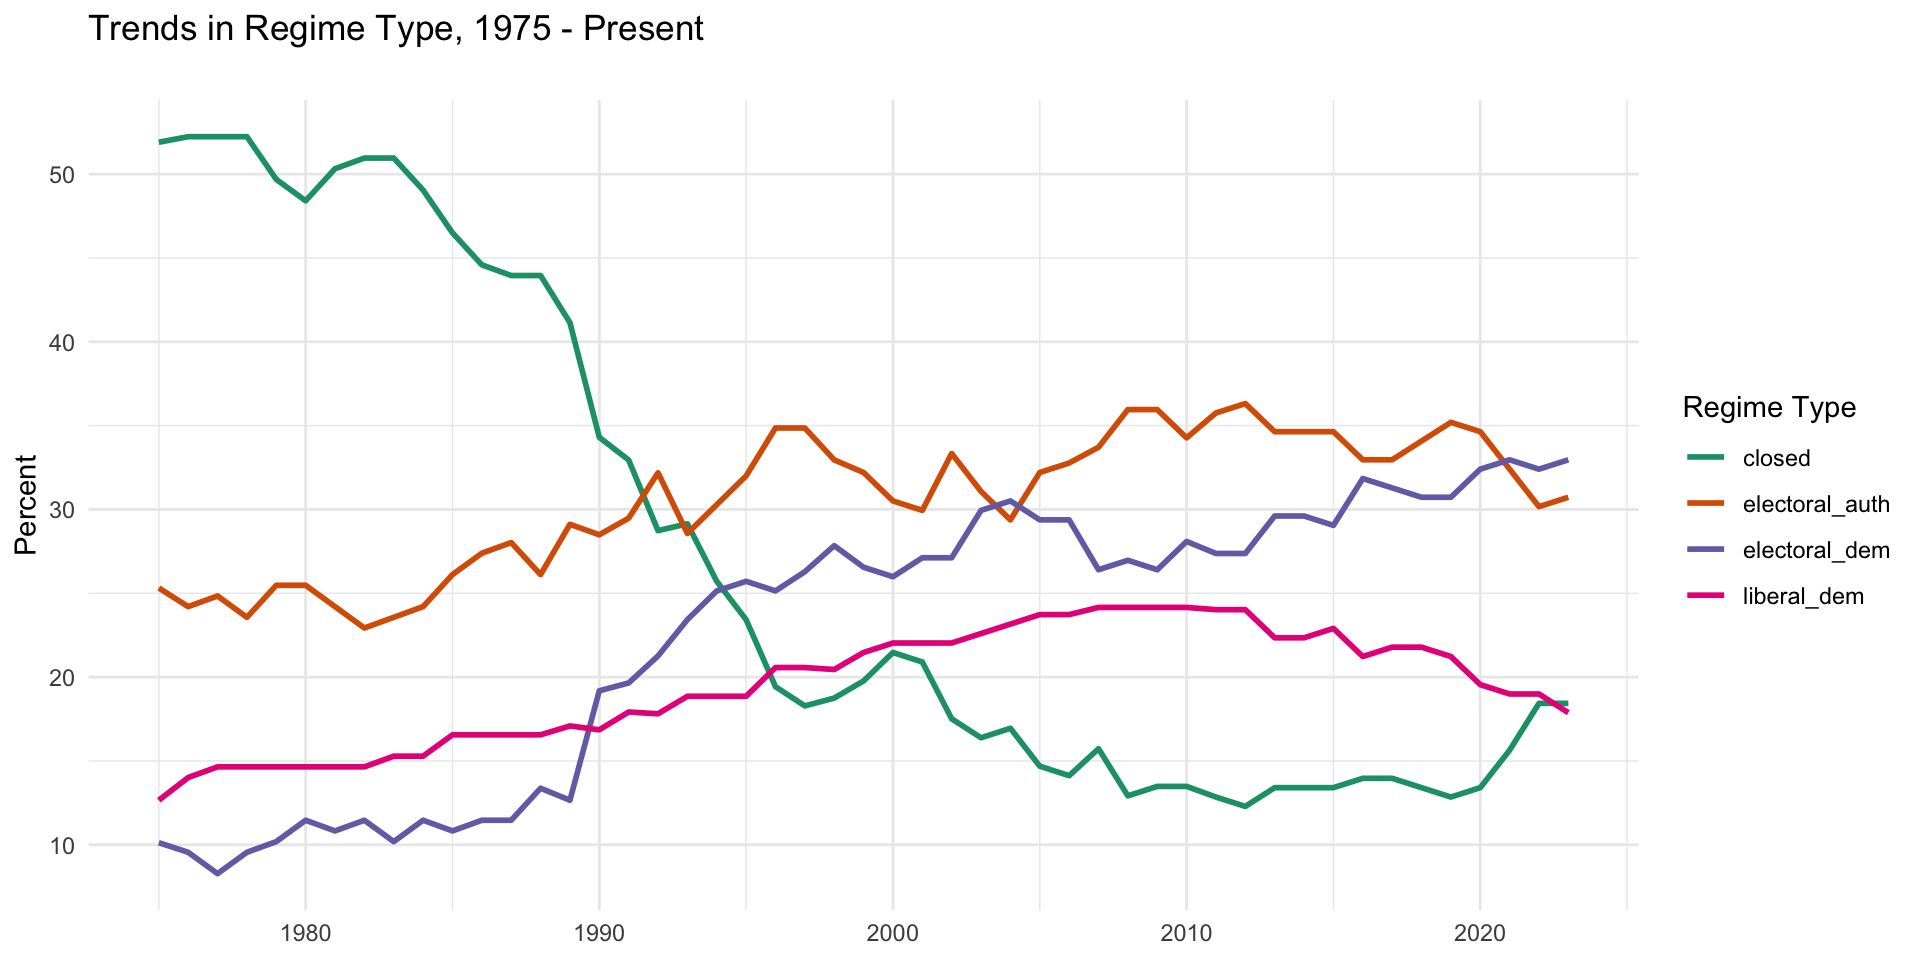 Trends in Regime Type, 1975 - Present
Percent
50
40
30
20
10
1980
1990
2000
2010
2020
Regime Type
closed
electoral_auth
electoral_dem
liberal_dem